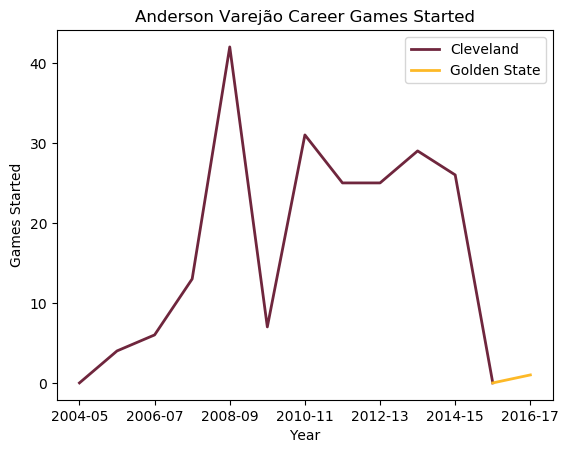 Anderson Varejão Career Games Started
Cleveland
Golden State
Games Started
40
30
20
10
0
2004-05 2006-07 2008-09 2010-11 2012-13 2014-15 2016-17
Year